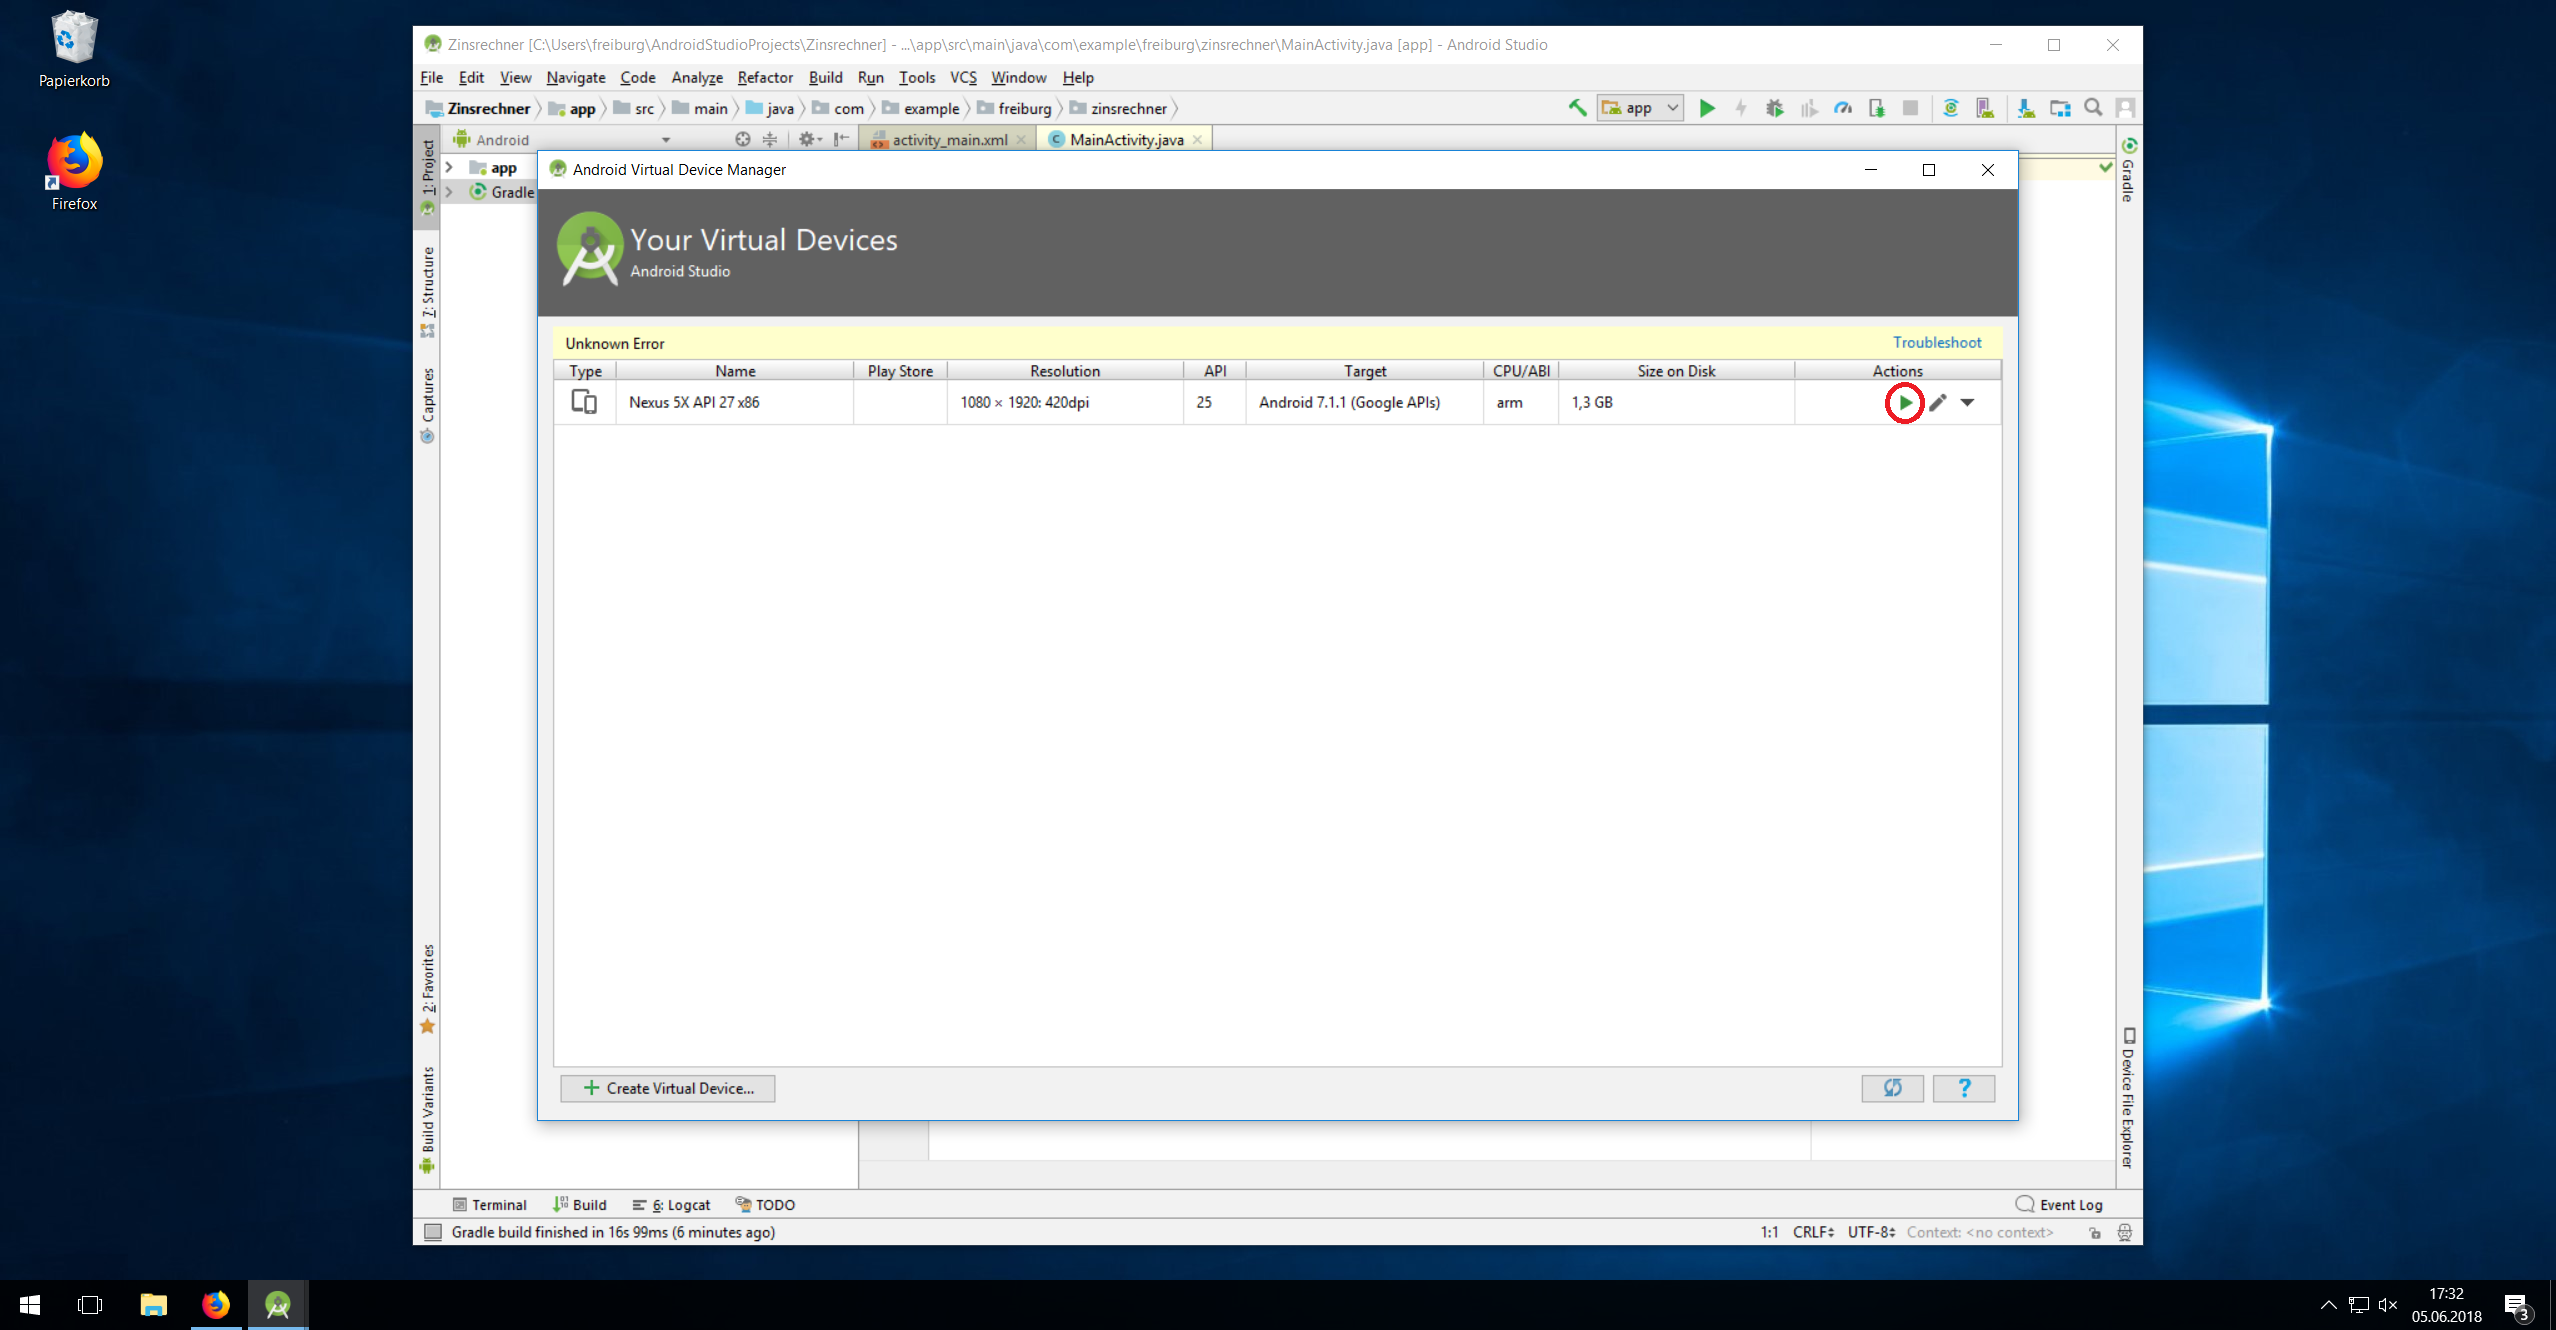 Papierkorb
Firefox
Zinsrechner [C:\Users\freiburg\AndroidStudioProjects\Zinsrechner] - ...\app\src\main\java\com\example\freiburg\zinsrechner\MainActivity.java [app] - Android Studio
File Edit View Navigate Code Analyze Refactor Build Run Tools VCS Window Help
Zinsrechner app src main java com example freiburg zinsrechner
app
Android
activity_main.xml
MainActivity.java
1: Project
app
Gradle
Gradle
7: Structure
Captures
2: Favorites
Build Variants
Device File Explorer
Android Virtual Device Manager
Your Virtual Devices
Android Studio
Unknown Error
Troubleshoot
Type Name Play Store Resolution API Target CPU/ABI Size on Disk Actions
Nexus 5X API 27 x86 1080 × 1920: 420dpi 25 Android 7.1.1 (Google APIs) arm 1,3 GB
Create Virtual Device...
?
Terminal Build 6: Logcat TODO Event Log
Gradle build finished in 16s 99ms (6 minutes ago)
1:1 CRLF UTF-8 Context: <no context>
17:32
05.06.2018
3